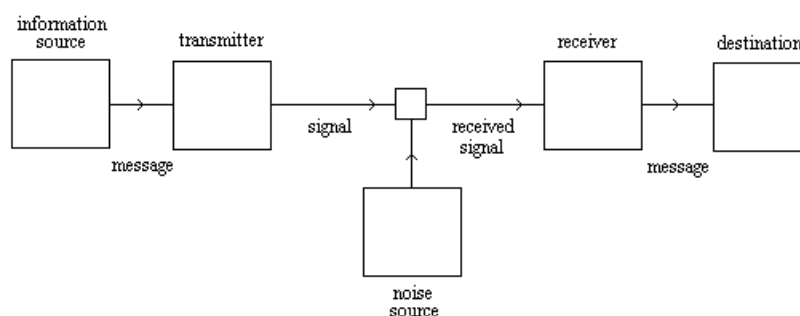 information
source
transmitter
receiver
destination
signal
received
signal
message
message
noise
source